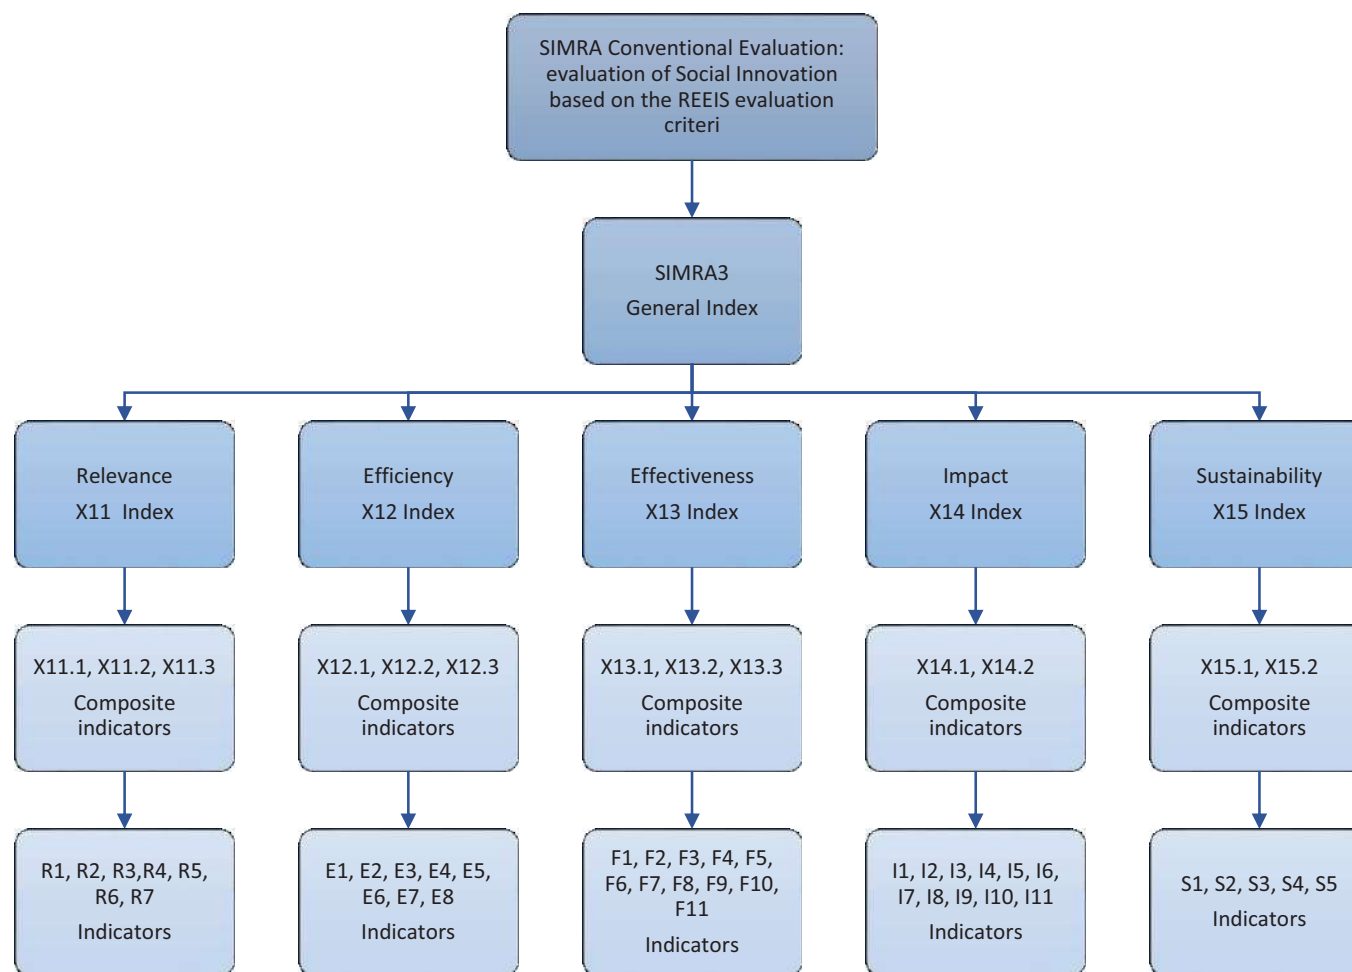 SIMRA Conventional Evaluation:
evaluation of Social Innovation
based on the REEIS evaluation
criteri
SIMRA3
General Index
Relevance
X11 Index
Efficiency
X12 Index
Effectiveness
X13 Index
Impact
X14 Index
Sustainability
X15 Index
X11.1, X11.2, X11.3
Composite
indicators
X12.1, X12.2, X12.3
Composite
indicators
X13.1, X13.2, X13.3
Composite
indicators
X14.1, X14.2
Composite
indicators
X15.1, X15.2
Composite
indicators
R1, R2, R3,R4, R5,
R6, R7
Indicators
E1, E2, E3, E4, E5,
E6, E7, E8
Indicators
F1, F2, F3, F4, F5,
F6, F7, F8, F9, F10,
F11
Indicators
I1, I2, I3, I4, I5, I6,
I7, I8, I9, I10, I11
Indicators
S1, S2, S3, S4, S5
Indicators